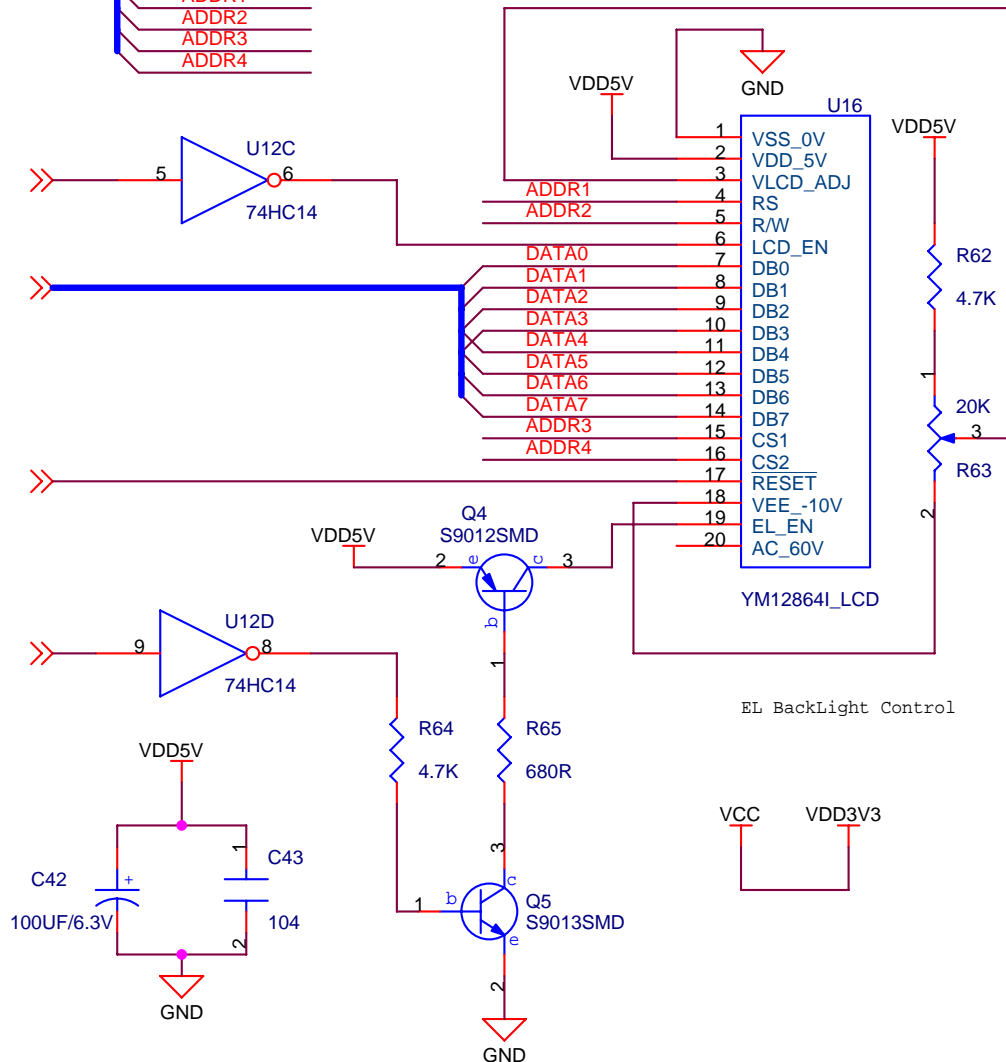 ADDR2
ADDR3
ADDR4
GND
VDD5V
U16
VDD5V
1 VSS_0V
2 VDD_5V
3 VLCD_ADJ
ADDR1 4 RS
ADDR2 5 R/W
6 LCD_EN
DATA0 7 DB0
DATA1 8 DB1
DATA2 9 DB2
DATA3 10 DB3
DATA4 11 DB4
DATA5 12 DB5
DATA6 13 DB6
DATA7 14 DB7
ADDR3 15 CS1
ADDR4 16 CS2
17 RESET
18 VEE_-10V
19 EL_EN
20 AC_60V
YM12864I_LCD
U12C
5 6
74HC14
R62
4.7K
1
20K
3
R63
2
Q4
S9012SMD
VDD5V
2 e c 3
b
1
U12D
9 8
74HC14
R64
4.7K
R65
680R
EL BackLight Control
VDD5V
VCC VDD3V3
C42
+
100UF/6.3V
1
C43
104
2
GND
3
c
1 b
Q5
S9013SMD
e
2
GND